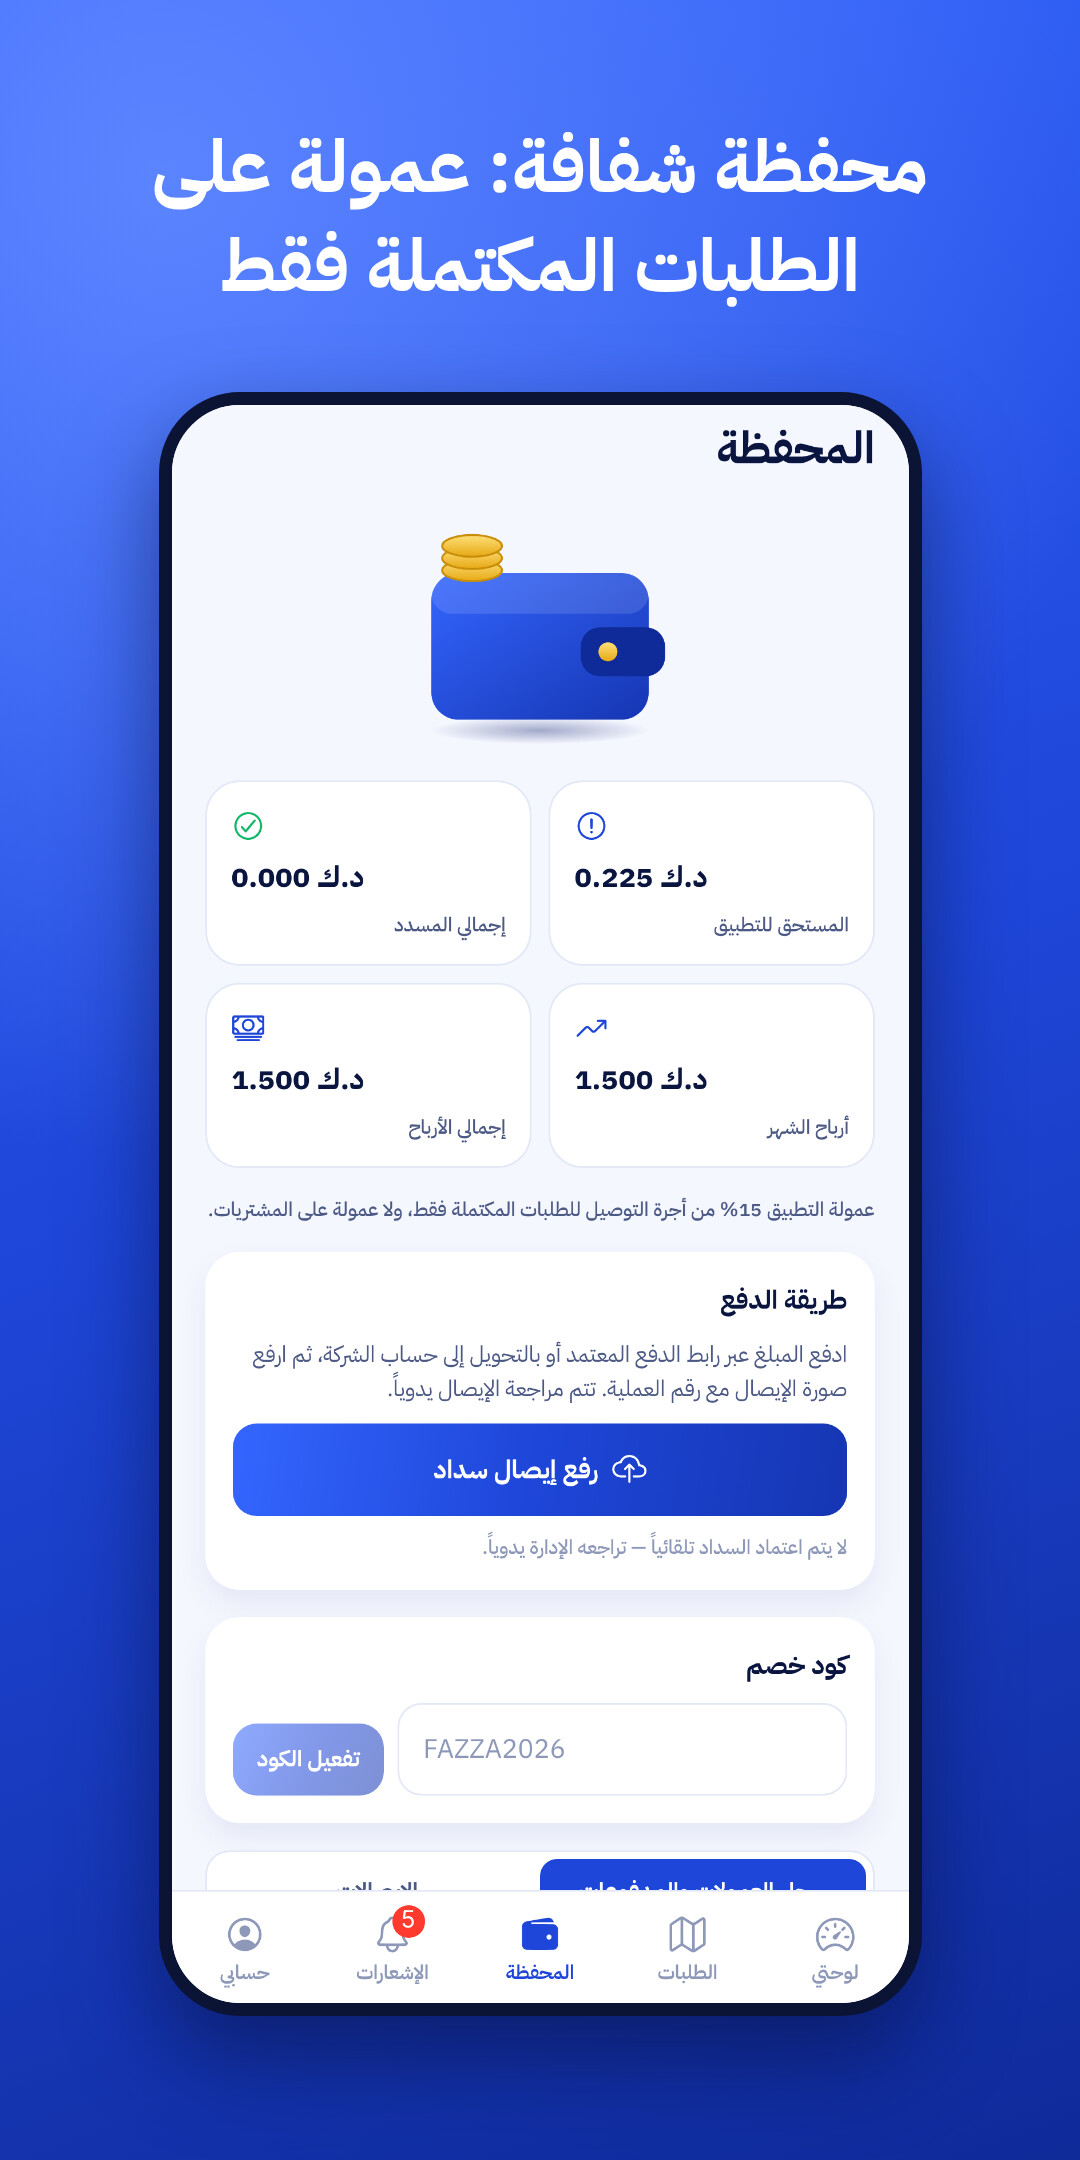 محفظة شفافة: عمولة على
الطلبات المكتملة فقط
المحفظة
0.225 د.ك
المستحق للتطبيق
0.000 د.ك
إجمالي المسدد
1.500 د.ك
أرباح الشهر
1.500 د.ك
إجمالي الأرباح
عمولة التطبيق 15% من أجرة التوصيل للطلبات المكتملة فقط، ولا عمولة على المشتريات.
طريقة الدفع
ادفع المبلغ عبر رابط الدفع المعتمد أو بالتحويل إلى حساب الشركة، ثم ارفع
صورة الإيصال مع رقم العملية. تتم مراجعة الإيصال يدوياً.
رفع إيصال سداد
لا يتم اعتماد السداد تلقائياً — تراجعه الإدارة يدوياً.
كود خصم
FAZZA2026
تفعيل الكود
لوحتي
الطلبات
المحفظة
5
الإشعارات
حسابي